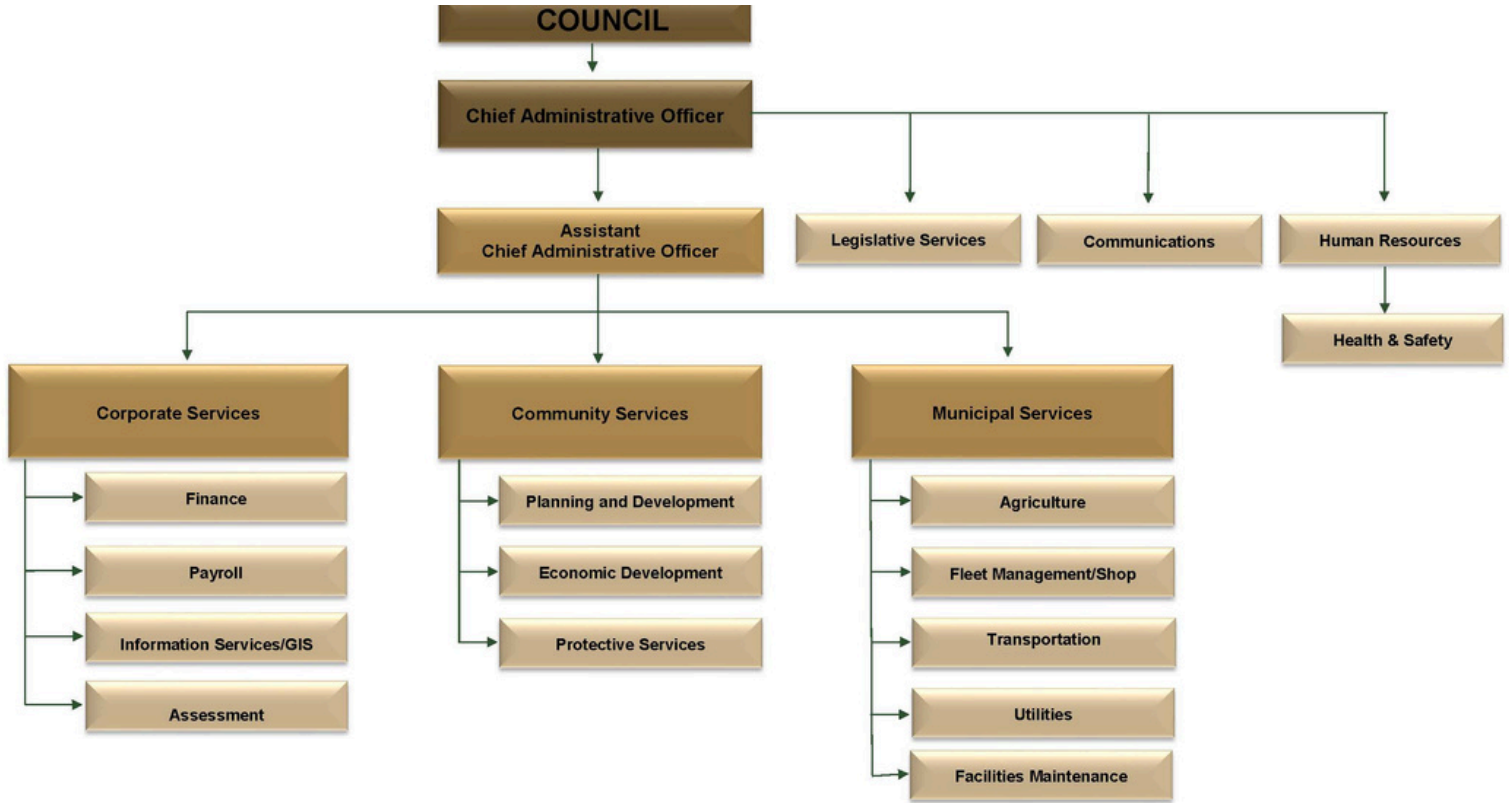 COUNCIL
Chief Administrative Officer
Assistant
Chief Administrative Officer
Legislative Services
Communications
Human Resources
Health & Safety
Corporate Services
Community Services
Municipal Services
Finance
Payroll
Information Services/GIS
Assessment
Planning and Development
Economic Development
Protective Services
Agriculture
Fleet Management/Shop
Transportation
Utilities
Facilities Maintenance